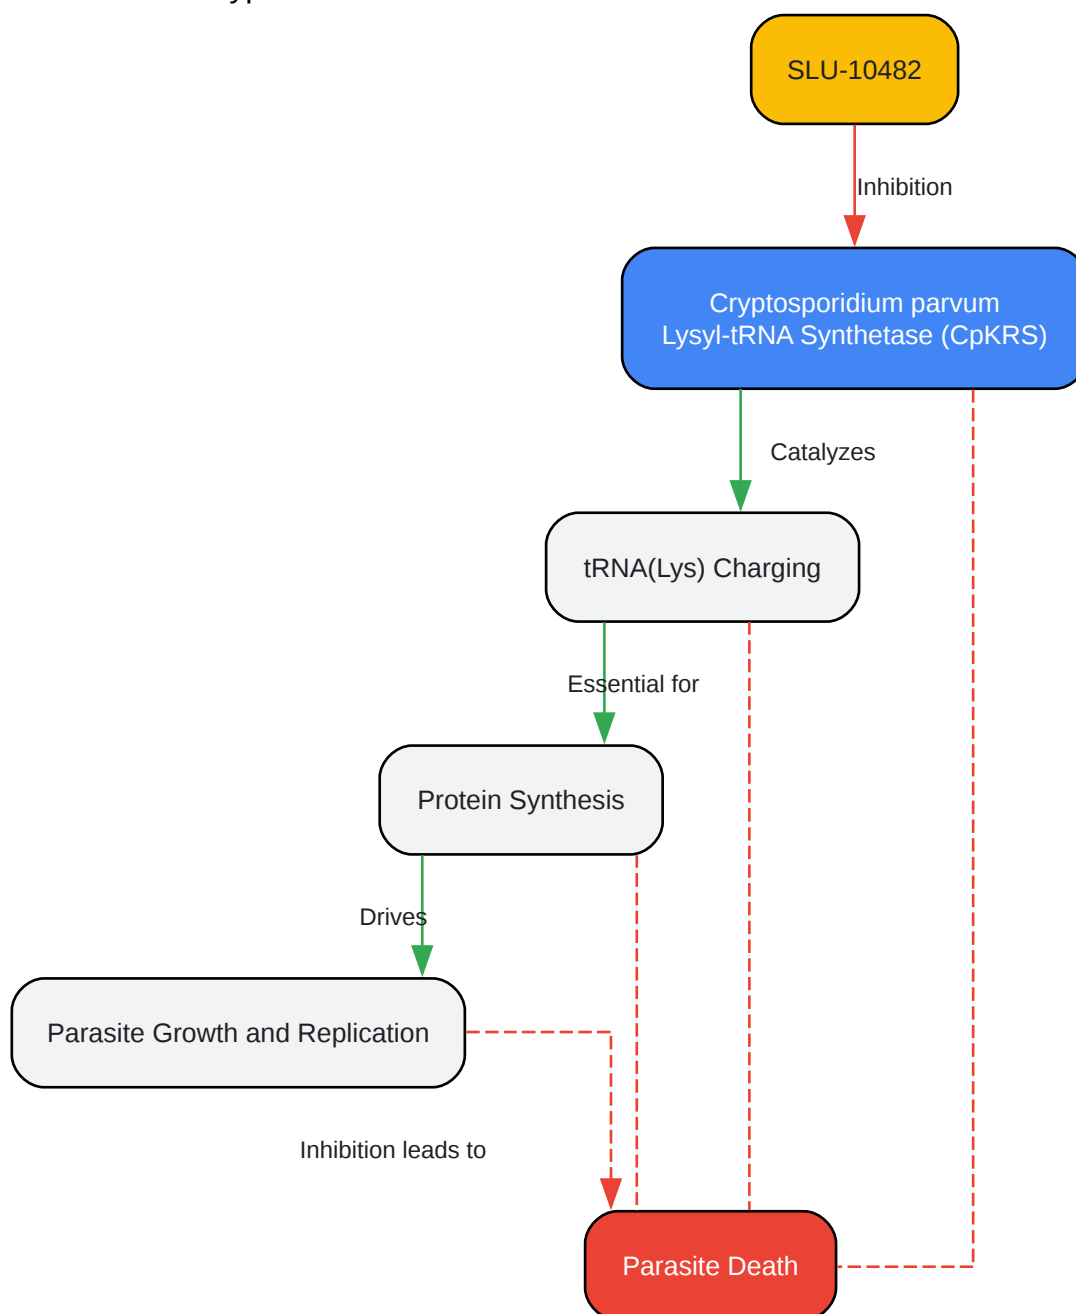 SLU-10482
Inhibition
Cryptosporidium parvum
Lysyl-tRNA Synthetase (CpKRS)
Catalyzes
tRNA(Lys) Charging
Essential for
Protein Synthesis
Drives
Parasite Growth and Replication
Inhibition leads to
Parasite Death